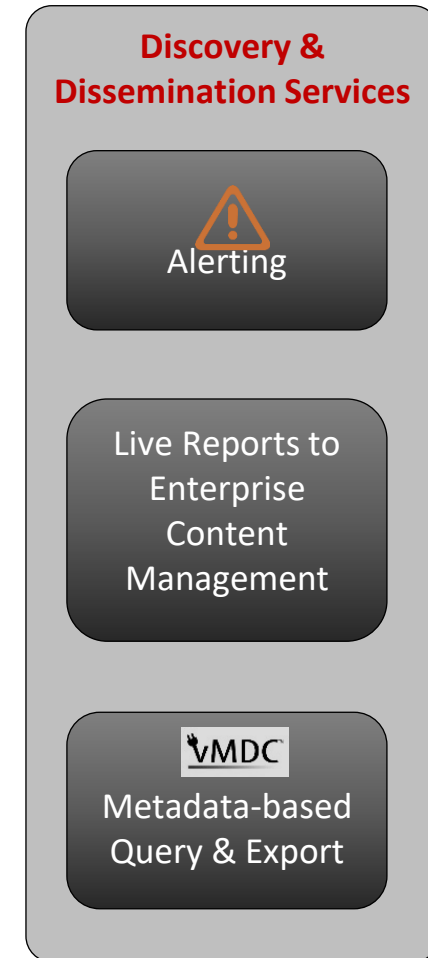 Discovery &
Dissemination Services
Alerting
Live Reports to
Enterprise
Content
Management
vMDC
Metadata-based
Query & Export